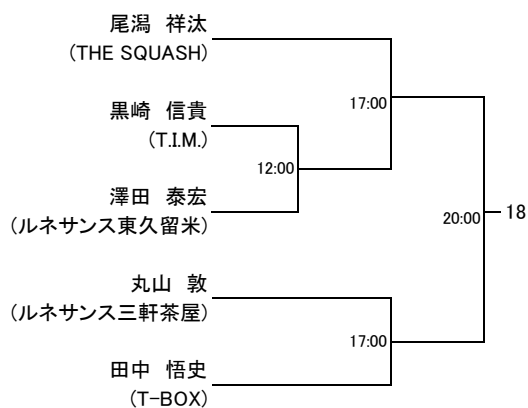 尾潟　祥汰
(THE SQUASH)
17:00
黒崎　信貴
(T.I.M.)
12:00
澤田　泰宏
(ルネサンス東久留米)
20:00
18
丸山　敦
(ルネサンス三軒茶屋)
17:00
田中　悟史
(T-BOX)